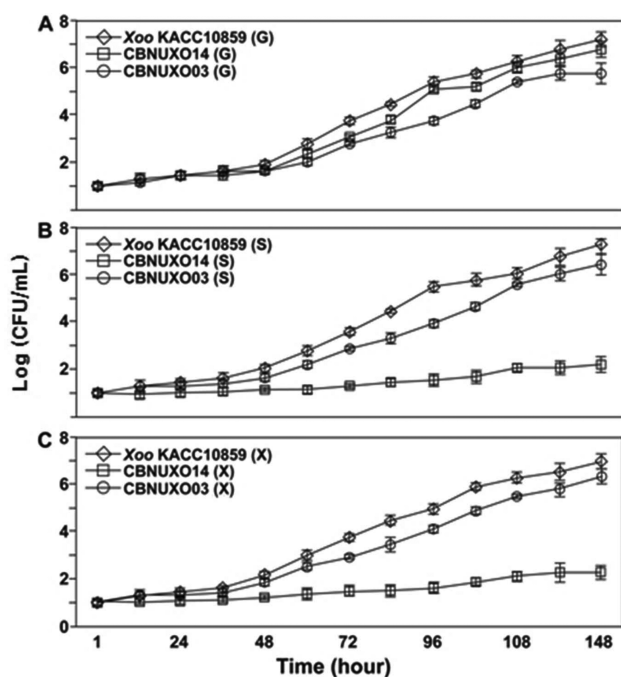 A
Xoo KACC10859 (G)
CBNUXO14 (G)
CBNUXO03 (G)
8
6
4
2
B
Xoo KACC10859 (S)
CBNUXO14 (S)
CBNUXO03 (S)
8
6
4
2
C
Xoo KACC10859 (X)
CBNUXO14 (X)
CBNUXO03 (X)
8
6
4
2
0
Log (CFU/mL)
1 24 48 72 96 108 148
Time (hour)